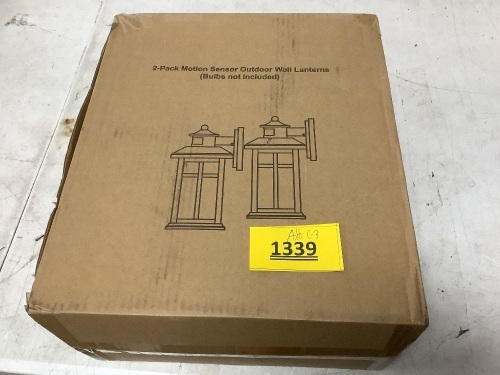 2-Pack Motion Sensor Outdoor Wall Lanterns
(Bulbs not included)
1339